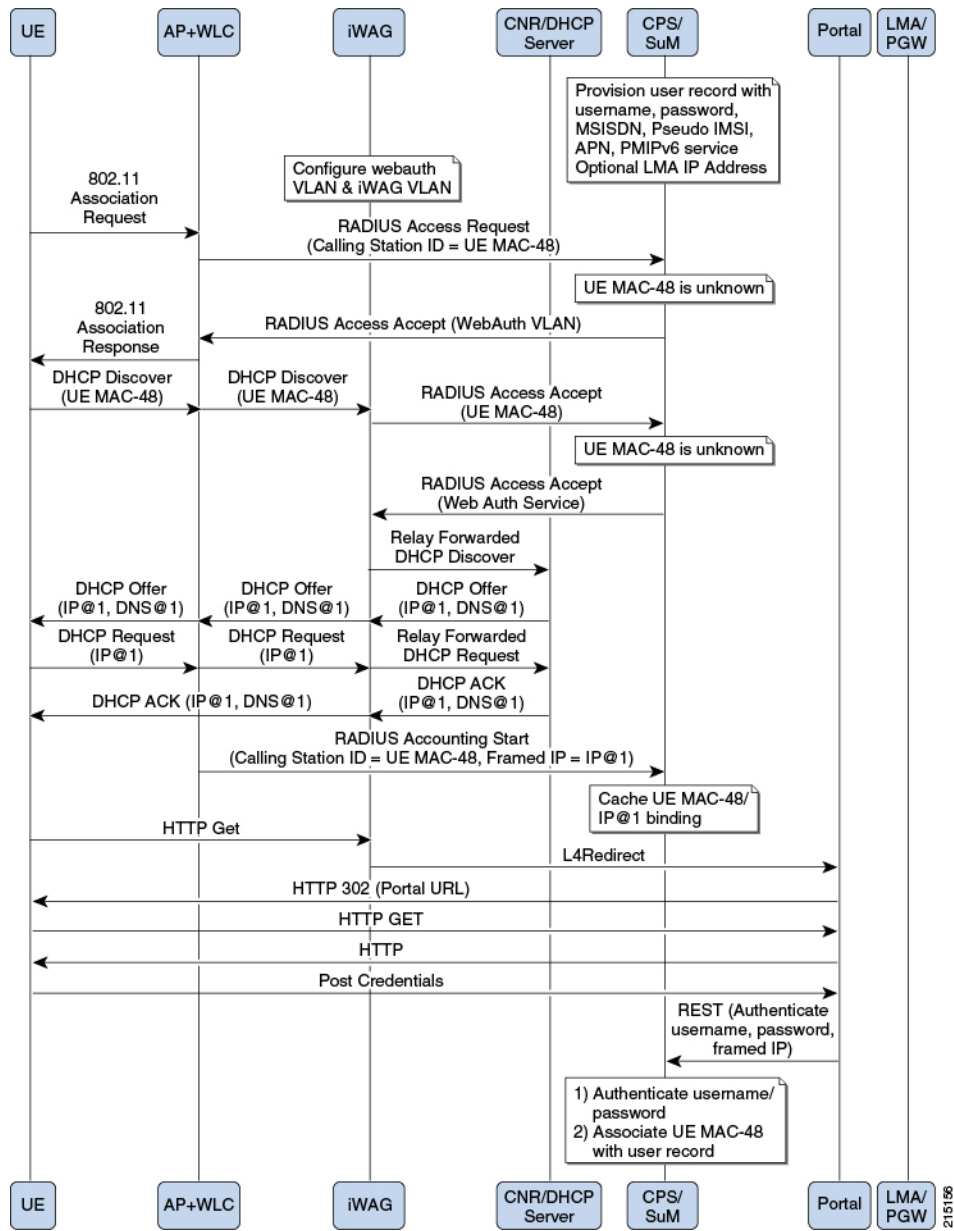 UE
AP+WLC
iWAG
CNR/DHCP
Server
CPS/
SuM
Portal
LMA/
PGW
Provision user record with
username, password,
MSISDN, Pseudo IMSI,
APN, PMIPv6 service
Optional LMA IP Address
Configure webauth
VLAN & iWAG VLAN
802.11
Association
Request
RADIUS Access Request
(Calling Station ID = UE MAC-48)
UE MAC-48 is unknown
802.11
Association
Response
RADIUS Access Accept (WebAuth VLAN)
DHCP Discover
(UE MAC-48)
DHCP Discover
(UE MAC-48)
RADIUS Access Accept
(UE MAC-48)
UE MAC-48 is unknown
RADIUS Access Accept
(Web Auth Service)
Relay Forwarded
DHCP Discover
DHCP Offer
(IP@1, DNS@1)
DHCP Offer
(IP@1, DNS@1)
DHCP Offer
(IP@1, DNS@1)
DHCP Request
(IP@1)
DHCP Request
(IP@1)
Relay Forwarded
DHCP Request
DHCP ACK
(IP@1, DNS@1)
DHCP ACK (IP@1, DNS@1)
RADIUS Accounting Start
(Calling Station ID = UE MAC-48, Framed IP = IP@1)
Cache UE MAC-48/
IP@1 binding
HTTP Get
L4Redirect
HTTP 302 (Portal URL)
HTTP GET
HTTP
Post Credentials
REST (Authenticate
username, password,
framed IP)
1) Authenticate username/
password
2) Associate UE MAC-48
with user record
UE
AP+WLC
iWAG
CNR/DHCP
Server
CPS/
SuM
Portal
LMA/
PGW
215156